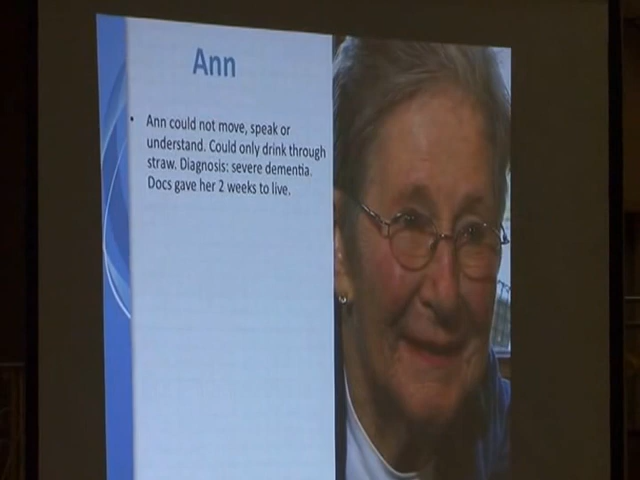 Ann
• Ann could not move, speak or
understand. Could only drink through
straw. Diagnosis: severe dementia.
Docs gave her 2 weeks to live.